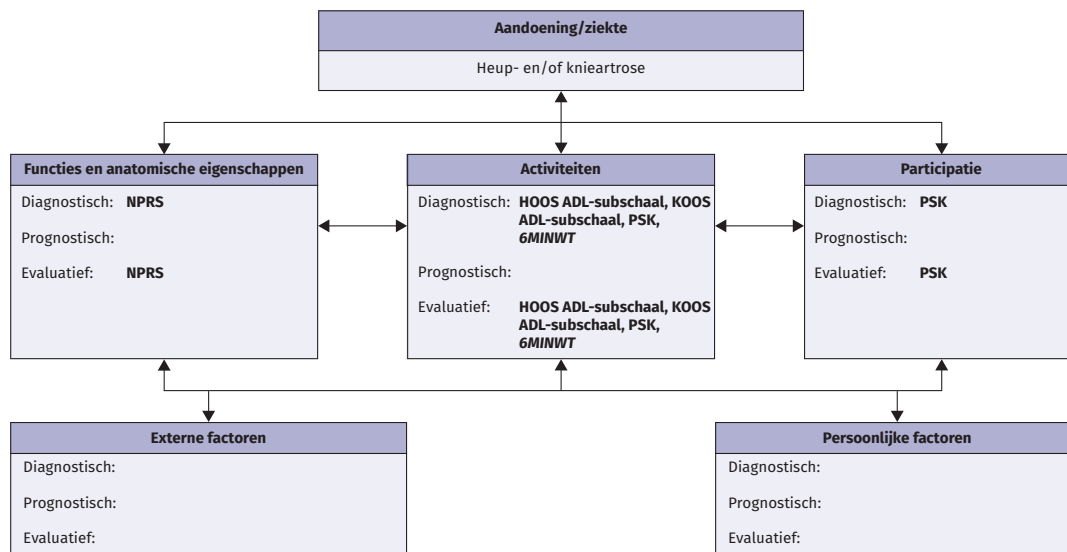 Aandoening/ziekte
Heup- en/of knieartrose
Functies en anatomische eigenschappen
Diagnostisch: NPRS
Prognostisch:
Evaluatief: NPRS
Activiteiten
Diagnostisch: HOOS ADL-subschaal, KOOS
ADL-subschaal, PSK,
6MINWT
Prognostisch:
Evaluatief: HOOS ADL-subschaal, KOOS
ADL-subschaal, PSK,
6MINWT
Participatie
Diagnostisch: PSK
Prognostisch:
Evaluatief: PSK
Externe factoren
Diagnostisch:
Prognostisch:
Evaluatief:
Persoonlijke factoren
Diagnostisch:
Prognostisch:
Evaluatief: